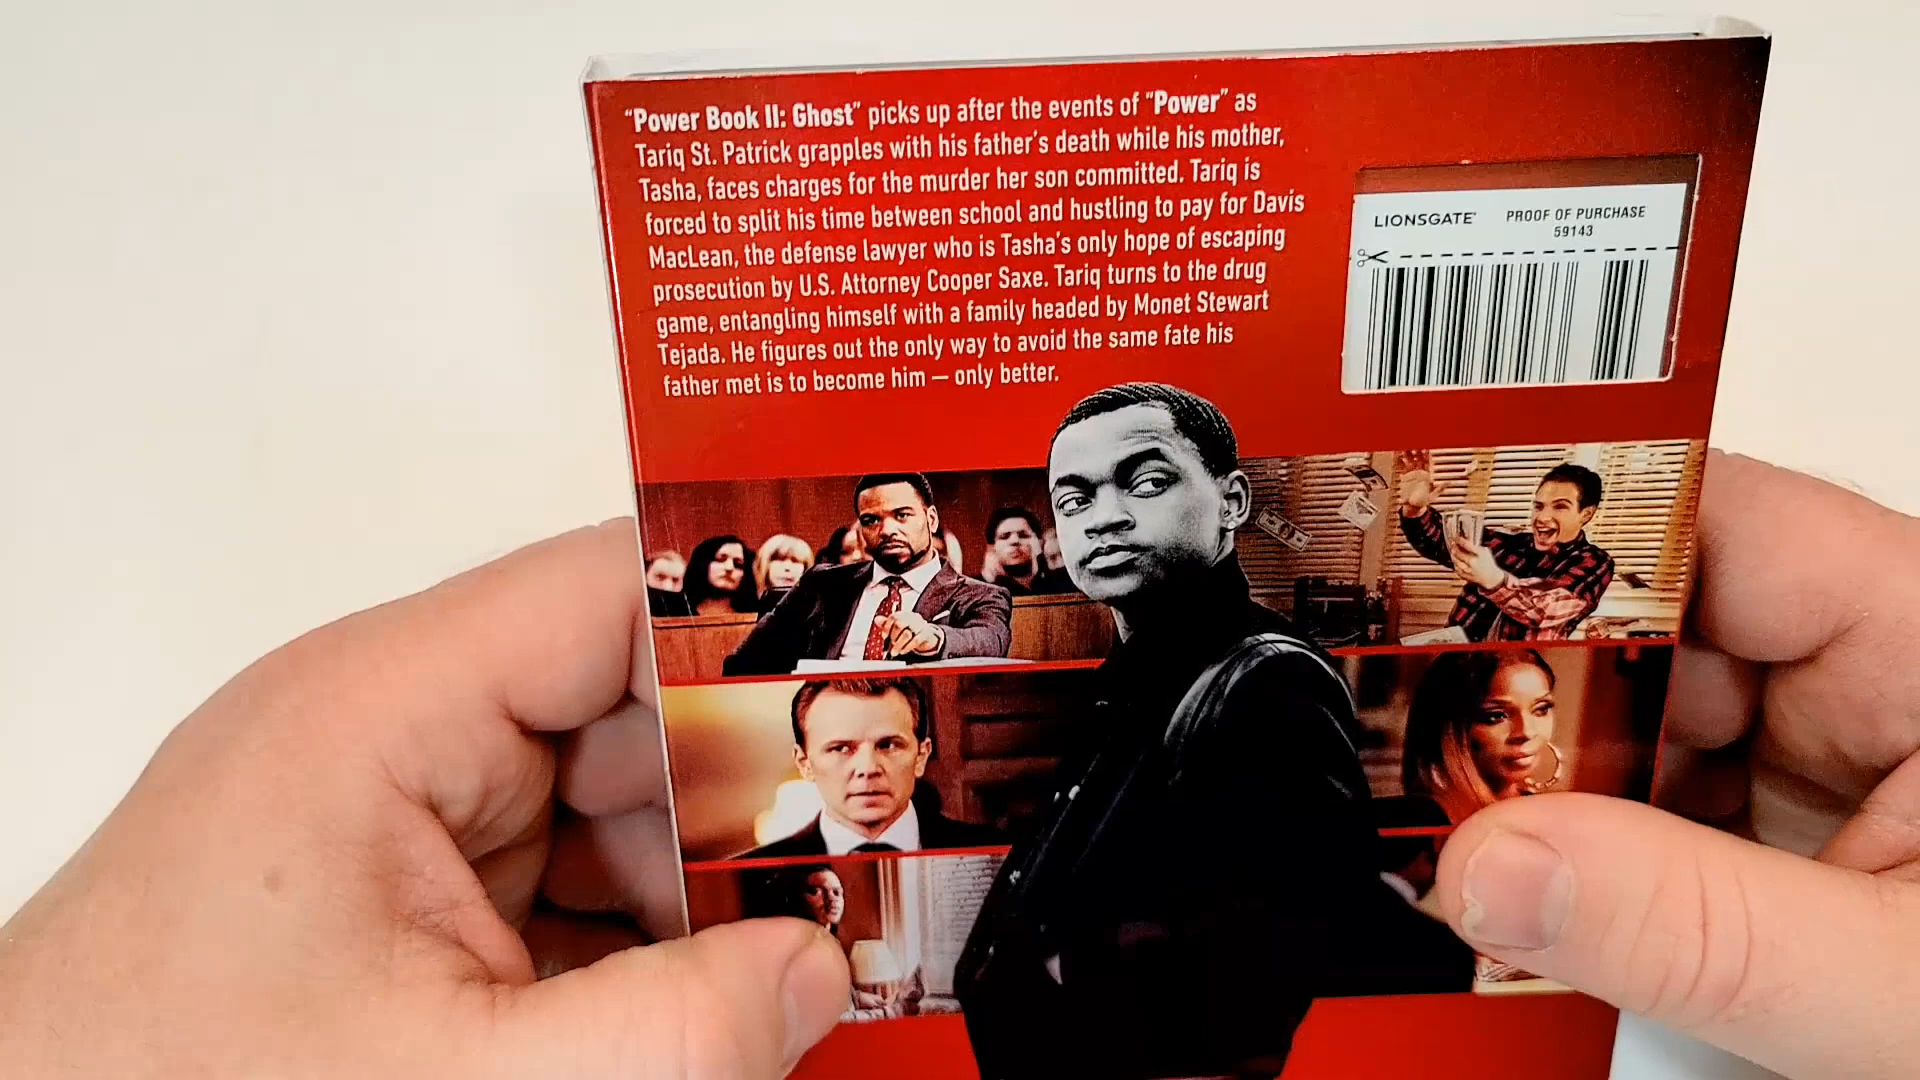 “Power Book II: Ghost” picks up after the events of “Power” as
Tariq St. Patrick grapples with his father’s death while his mother,
Tasha, faces charges for the murder her son committed. Tariq is
forced to split his time between school and hustling to pay for Davis
MacLean, the defense lawyer who is Tasha’s only hope of escaping
prosecution by U.S. Attorney Cooper Saxe. Tariq turns to the drug
game, entangling himself with a family headed by Monet Stewart
Tejada. He figures out the only way to avoid the same fate his
father met is to become him — only better.
LIONSGATE
PROOF OF PURCHASE
59143